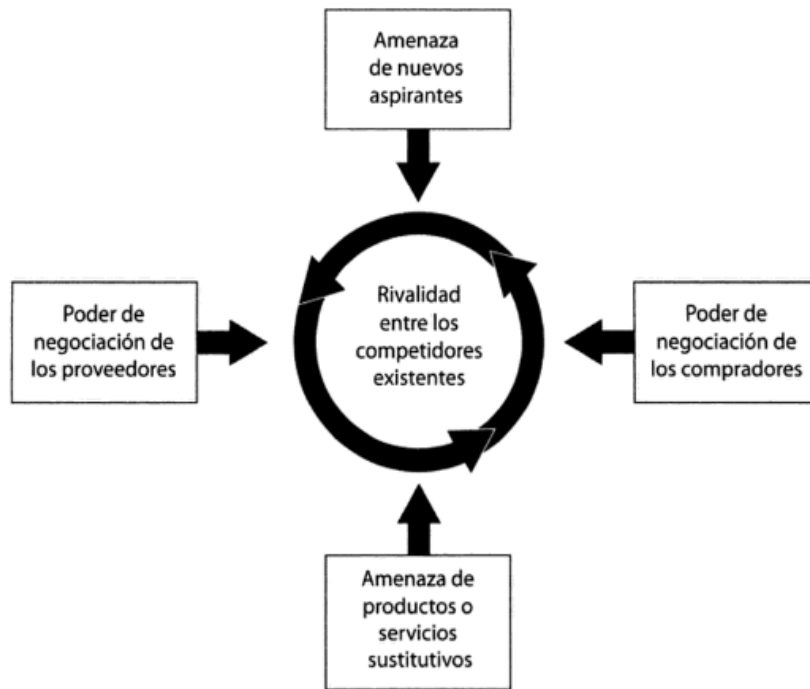 Amenaza
de nuevos
aspirantes
Poder de
negociación de
los proveedores
Rivalidad
entre los
competidores
existentes
Poder de
negociación de
los compradores
Amenaza de
productos o
servicios
sustitutivos